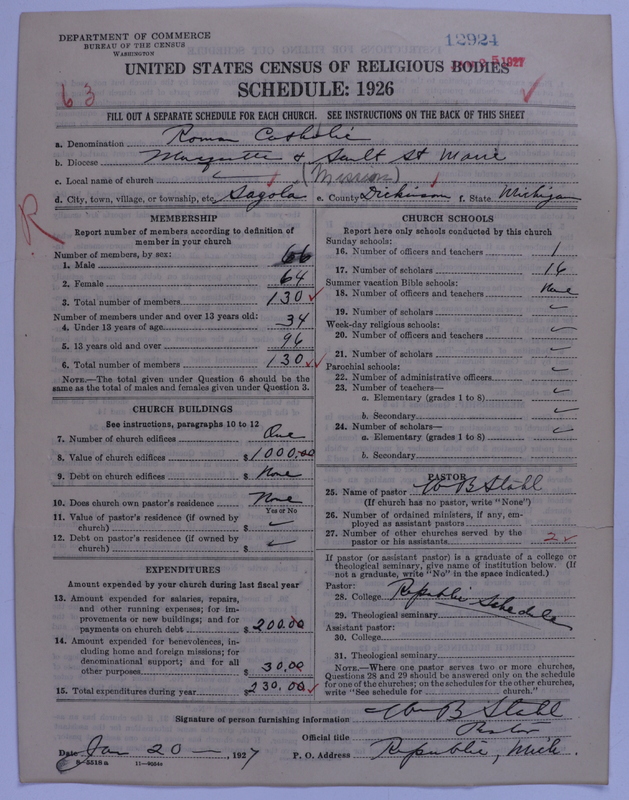 DEPARTMENT OF COMMERCE
BUREAU OF THE CENSUS
WASHINGTON
12924
1927
UNITED STATES CENSUS OF RELIGIOUS BODIES
63
SCHEDULE: 1926
FILL OUT A SEPARATE SCHEDULE FOR EACH CHURCH. SEE INSTRUCTIONS ON THE BACK OF THIS SHEET
a. Denomination Roman Catholic
b. Diocese Marquette & Sault St Marie
c. Local name of church (Mission)
d. City, town, village, or township, etc. Sagola e. County Dickinson f. State Michigan
R
MEMBERSHIP
Report number of members according to definition of
member in your church
Number of members, by sex:
1. Male 66
2. Female 64
3. Total number of members 130
Number of members under and over 13 years old:
4. Under 13 years of age 34
5. 13 years old and over 96
6. Total number of members 130
NOTE.—The total given under Question 6 should be the
same as the total of males and females given under Question 3.
CHURCH BUILDINGS
See instructions, paragraphs 10 to 12
7. Number of church edifices One
8. Value of church edifices $ 1000.00
9. Debt on church edifices $ None
10. Does church own pastor's residence None
Yes or No
11. Value of pastor's residence (if owned by
church) $
12. Debt on pastor's residence (if owned by
church) $
EXPENDITURES
Amount expended by your church during last fiscal year
13. Amount expended for salaries, repairs,
and other running expenses; for im-
provements or new buildings; and for
payments on church debt $ 200.00
14. Amount expended for benevolences, in-
cluding home and foreign missions; for
denominational support; and for all
other purposes $ 30.00
15. Total expenditures during year $ 230.00
CHURCH SCHOOLS
Report here only schools conducted by this church
Sunday schools:
16. Number of officers and teachers 1
17. Number of scholars 16
Summer vacation Bible schools:
18. Number of officers and teachers None
19. Number of scholars
Week-day religious schools:
20. Number of officers and teachers
21. Number of scholars
Parochial schools:
22. Number of administrative officers
23. Number of teachers—
a. Elementary (grades 1 to 8)
b. Secondary
24. Number of scholars—
a. Elementary (grades 1 to 8)
b. Secondary
PASTOR
25. Name of pastor W B Stahl
(If church has no pastor, write "None")
26. Number of ordained ministers, if any, em-
ployed as assistant pastors
27. Number of other churches served by the
pastor or his assistants 2
If pastor (or assistant pastor) is a graduate of a college or
theological seminary, give name of institution below. (If
not a graduate, write "No" in the space indicated.)
Pastor:
28. College Republic Schedule
29. Theological seminary
Assistant pastor:
30. College
31. Theological seminary
NOTE.—Where one pastor serves two or more churches,
Questions 28 and 29 should be answered only on the schedule
for one of the churches; on the schedules for the other churches,
write "See schedule for church."
Signature of person furnishing information W B Stahl
Official title Pastor
Date Jan 20 —, 1927 P. O. Address Republic, Mich.
8-5518a